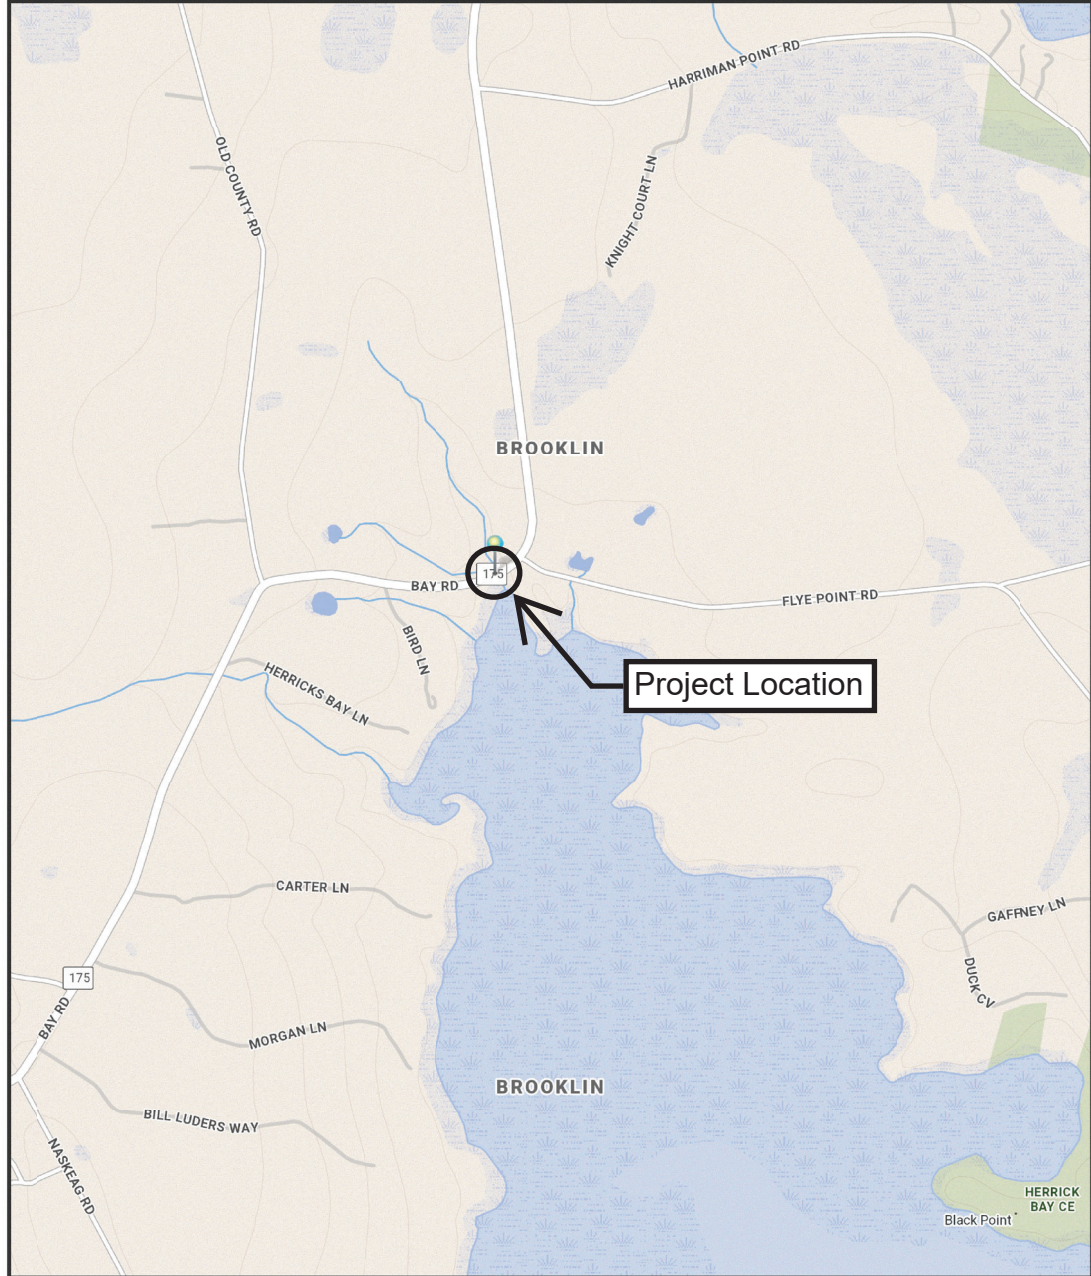 HARRIMAN POINT RD
OLD COUNTY RD
KNIGHT COURT LN
BROOKLIN
175
BAY RD
FLYE POINT RD
BIRD LN
HERRICKS BAY LN
Project Location
CARTER LN
GAFFNEY LN
175
DUCK CV
BAY RD
MORGAN LN
BROOKLIN
BILL LUDERS WAY
NASKEAG RD
HERRICK
BAY CE
Black Point